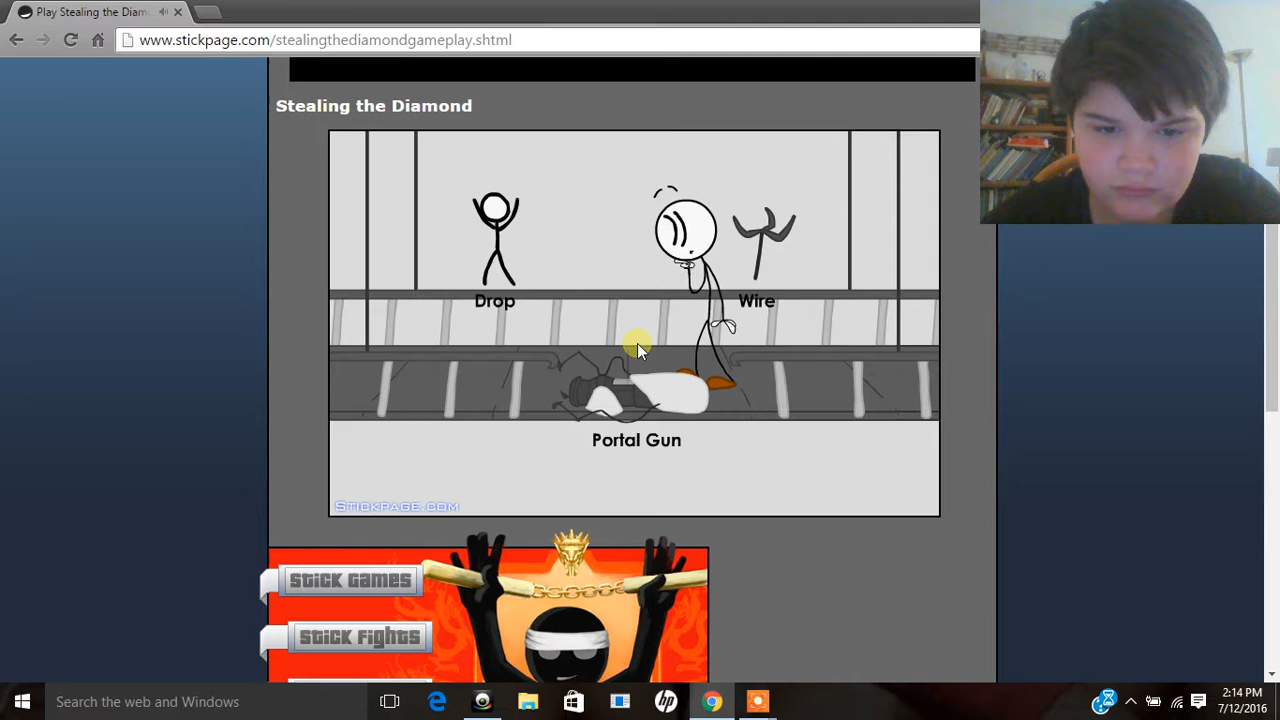 Play Stealing the Diam
www.stickpage.com/stealingthediamondgameplay.shtml
Stealing the Diamond
Drop
Wire
Portal Gun
Stickpage.com
Stick Games
Stick Fights
Search the web and Windows
hp
2:14 PM
7/12/2016